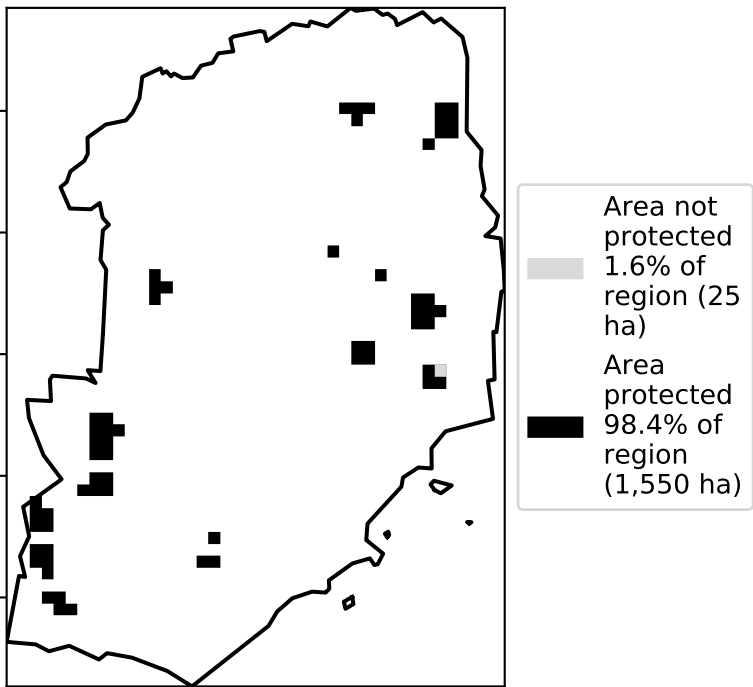 Area not
protected
1.6% of
region (25
ha)
Area
protected
98.4% of
region
(1,550 ha)